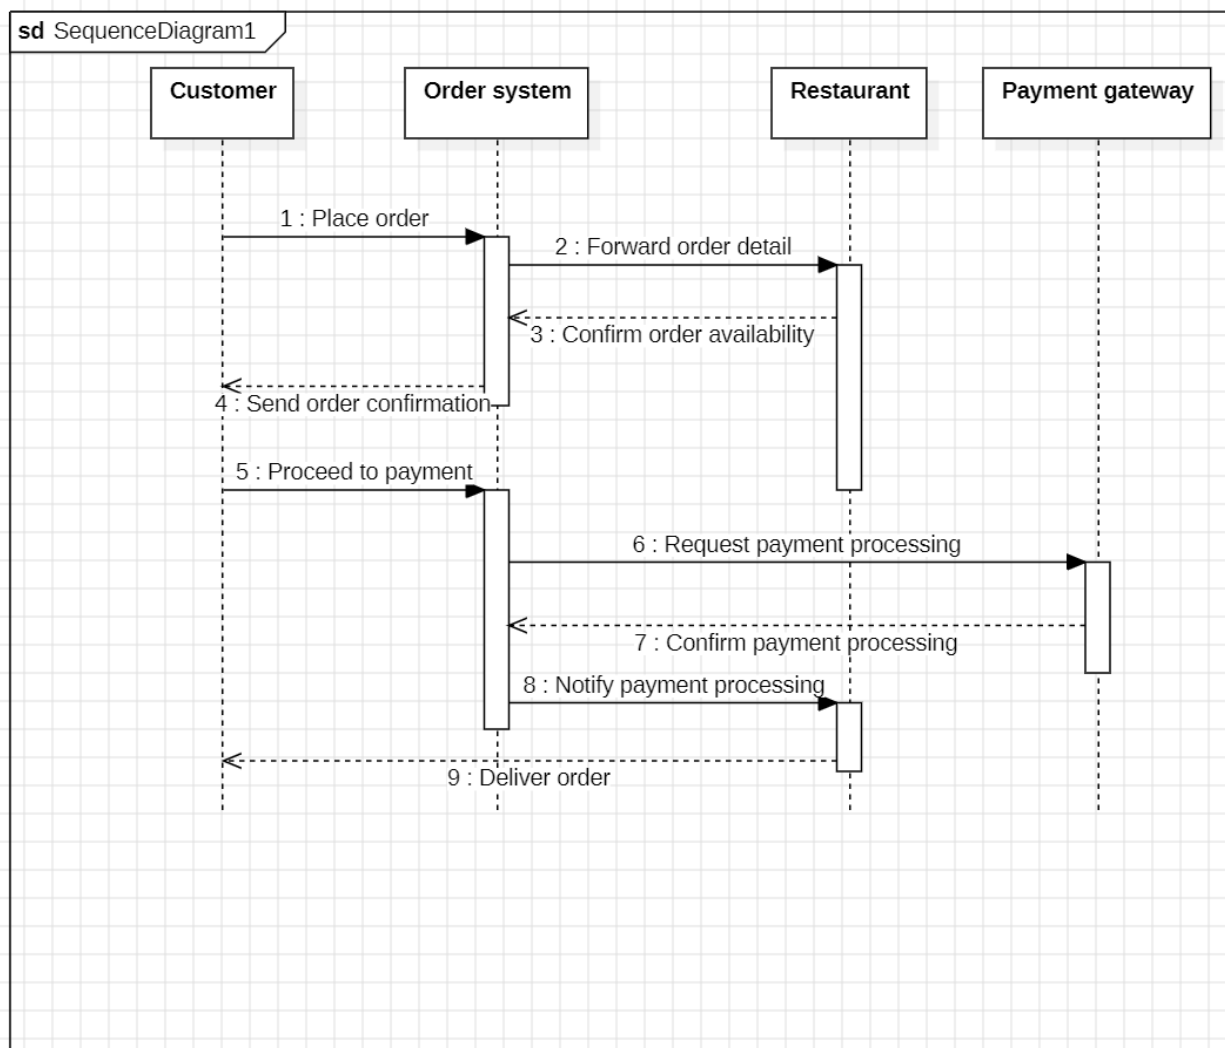 sd SequenceDiagram1
Customer
Order system
Restaurant
Payment gateway
1 : Place order
2 : Forward order detail
3 : Confirm order availability
4 : Send order confirmation
5 : Proceed to payment
6 : Request payment processing
7 : Confirm payment processing
8 : Notify payment processing
9 : Deliver order